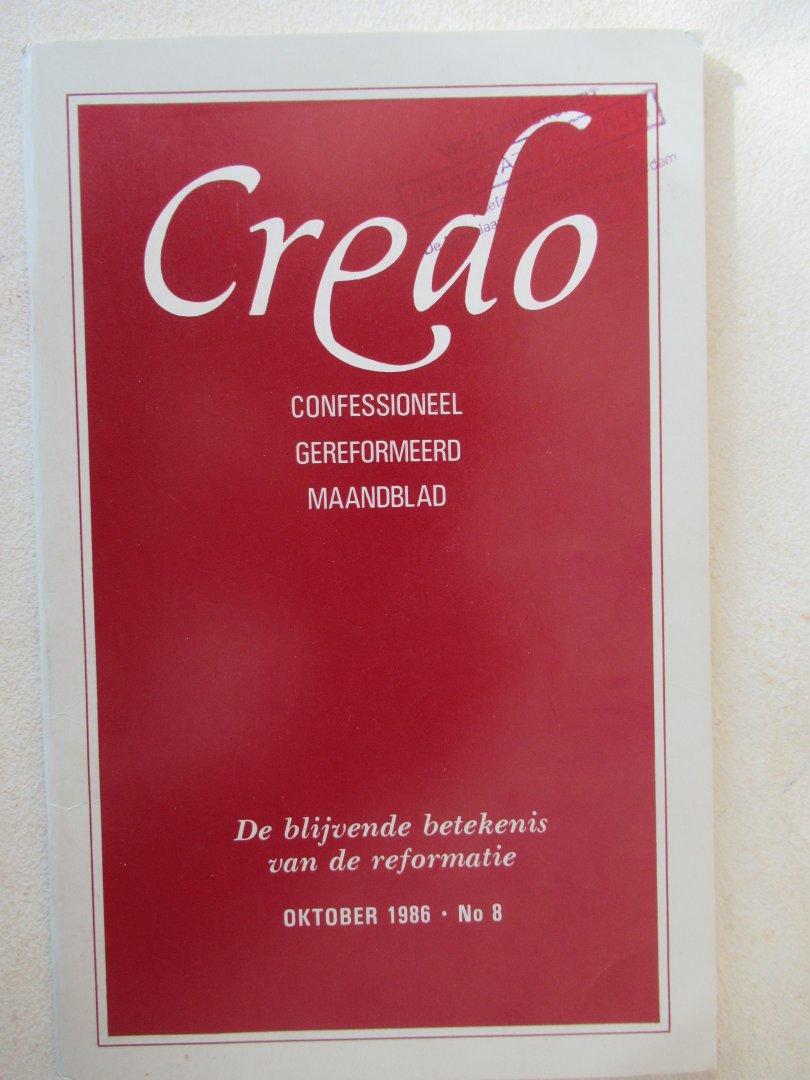 Credo
CONFESSIONEEL
GEREFORMEERD
MAANDBLAD
De blijvende betekenis
van de reformatie
OKTOBER 1986 · No 8